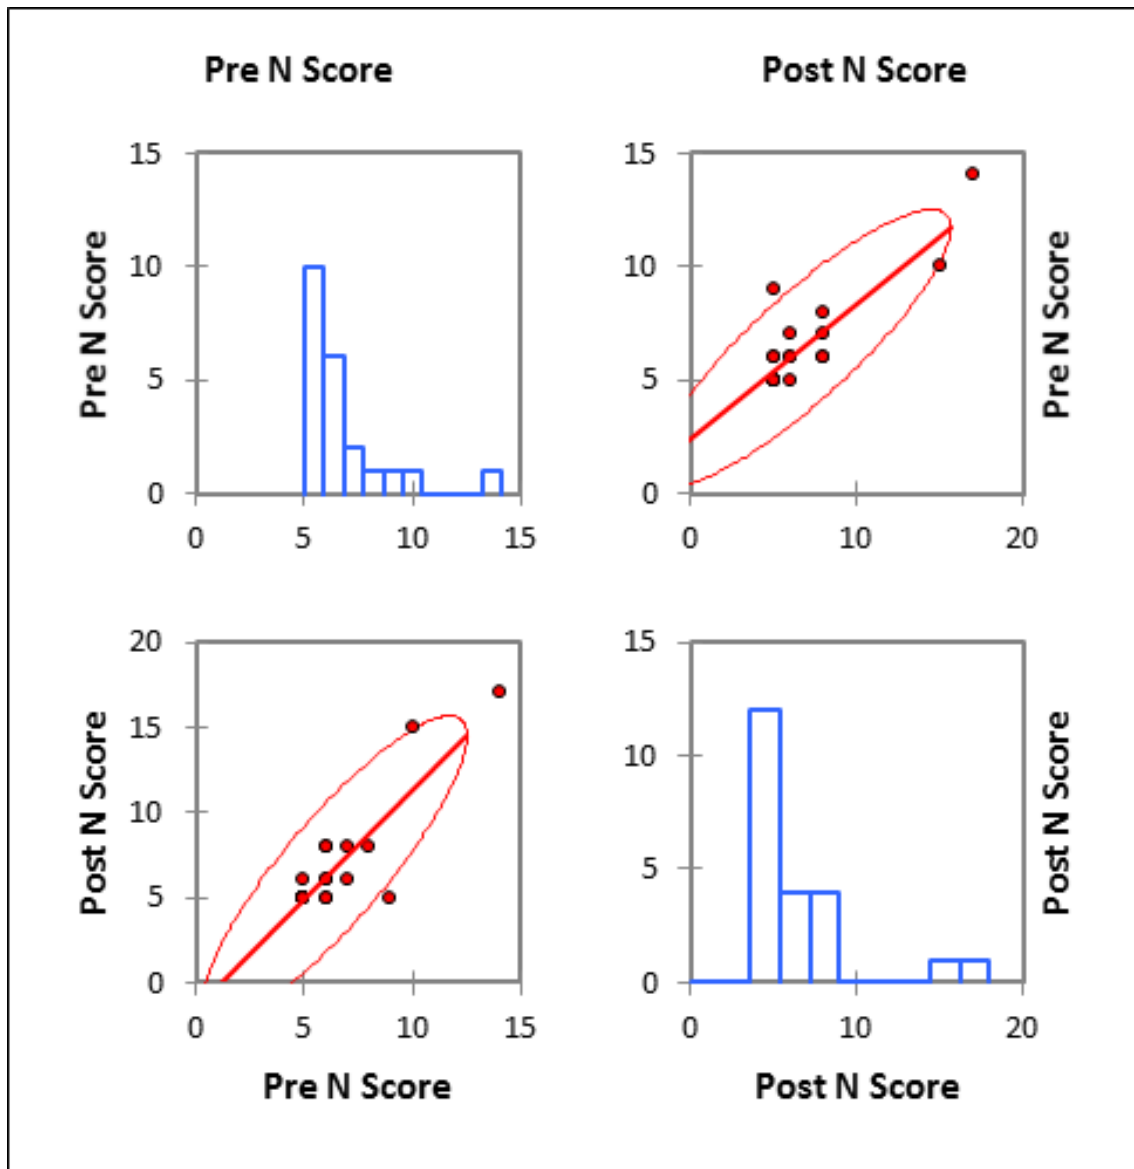 Pre N Score Post N Score
15 15
10 10
5 5
0 0
Pre N Score
Pre N Score
0 5 10 15 0 10 20
20 15
15 10
10 5
5 0
0
Post N Score
Post N Score
0 5 10 15 0 10 20
Pre N Score Post N Score